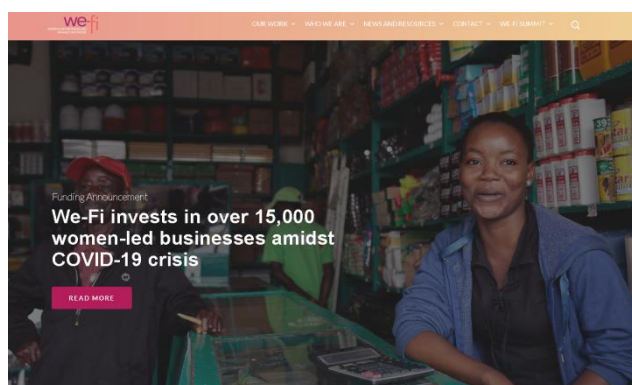 we-fi
OUR WORK WHO WE ARE NEWS AND RESOURCES CONTACT WE-FI SUMMIT
Funding Announcement
We-Fi invests in over 15,000
women-led businesses amidst
COVID-19 crisis
READ MORE